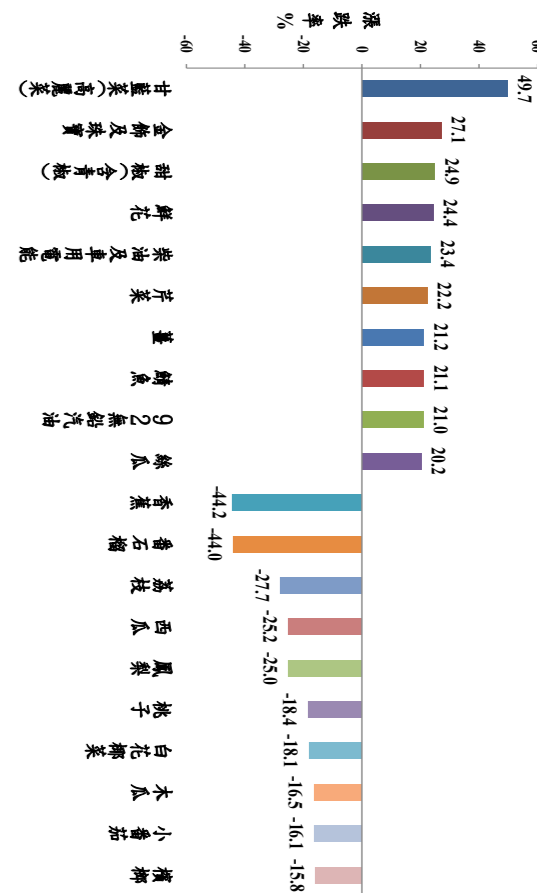 漲跌率
%
60
40
20
0
-20
-40
-60
甘藍菜(高麗菜)
49.7
金飾及珠寶
27.1
甜椒(含青椒)
24.9
鮮花
24.4
柴油及車用電能
23.4
芹菜
22.2
薑
21.2
鯖魚
21.1
92無鉛汽油
21.0
絲瓜
20.2
香蕉
-44.2
番石榴
-44.0
荔枝
-27.7
西瓜
-25.2
鳳梨
-25.0
桃子
-18.4
白花椰菜
-18.1
木瓜
-16.5
小番茄
-16.1
檳榔
-15.8